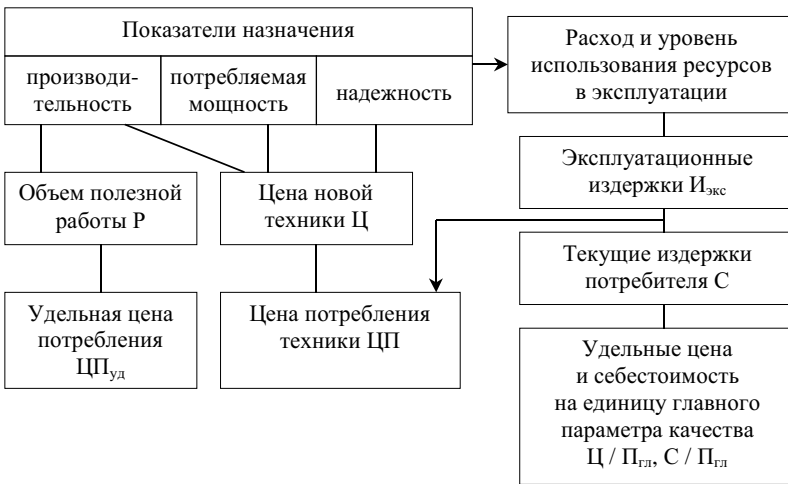 Показатели назначения
производи-
тельность
потребляемая
мощность
надежность
Расход и уровень
использования ресурсов
в эксплуатации
Объем полезной
работы Р
Цена новой
техники Ц
Эксплуатационные
издержки Иэкс
Текущие издержки
потребителя С
Удельная цена
потребления
ЦПуд
Цена потребления
техники ЦП
Удельные цена
и себестоимость
на единицу главного
параметра качества
Ц / Пгл, С / Пгл